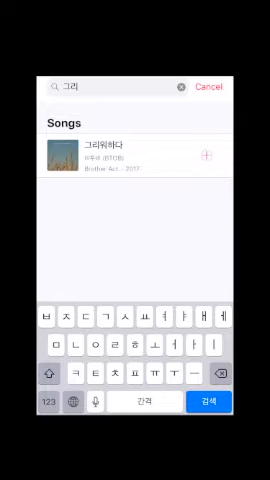 그리
Cancel
Songs
그리워하다
비투비 (BTOB)
Brother Act. - 2017
ㅂ ㅈ ㄷ ㄱ ㅅ ㅛ ㅕ ㅑ ㅐ ㅔ
ㅁ ㄴ ㅇ ㄹ ㅎ ㅗ ㅓ ㅏ ㅣ
ㅋ ㅌ ㅊ ㅍ ㅠ ㅜ ㅡ
123 간격 검색